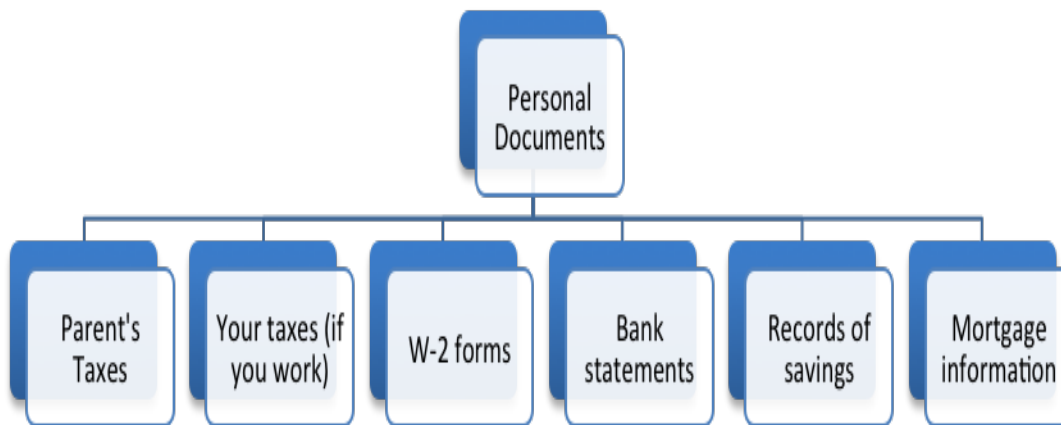 Personal
Documents
Parent's
Taxes
Your taxes (if
you work)
W-2 forms
Bank
statements
Records of
savings
Mortgage
information